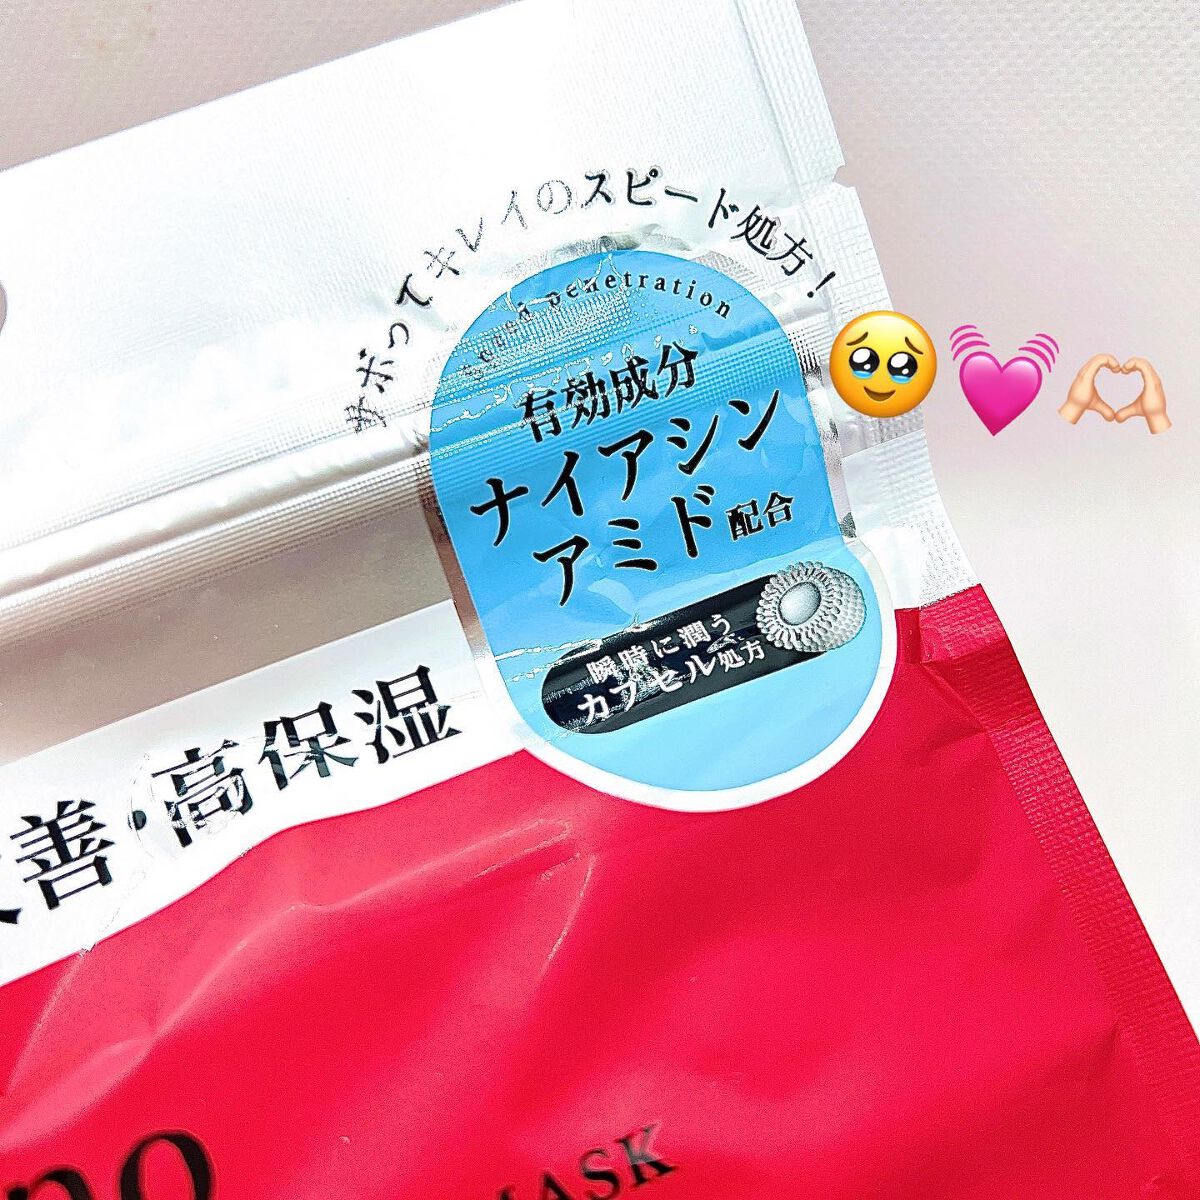 サボってキレイのスピード処方!
speed penetration
有効成分
ナイアシン
アミド配合
瞬時に潤う
カプセル処方
善・高保湿
no
MASK